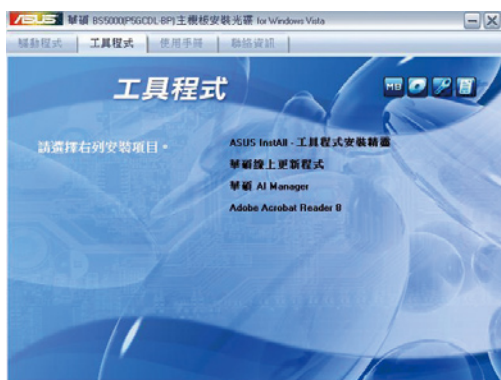 ASUS 華碩 BS5000(P5GCDL-BP)主機板安裝光碟 for Windows Vista
驅動程式 工具程式 使用手冊 聯絡資訊
工具程式
MB
請選擇右列安裝項目。
ASUS InstAll - 工具程式安裝精靈
華碩線上更新程式
華碩 AI Manager
Adobe Acrobat Reader 8